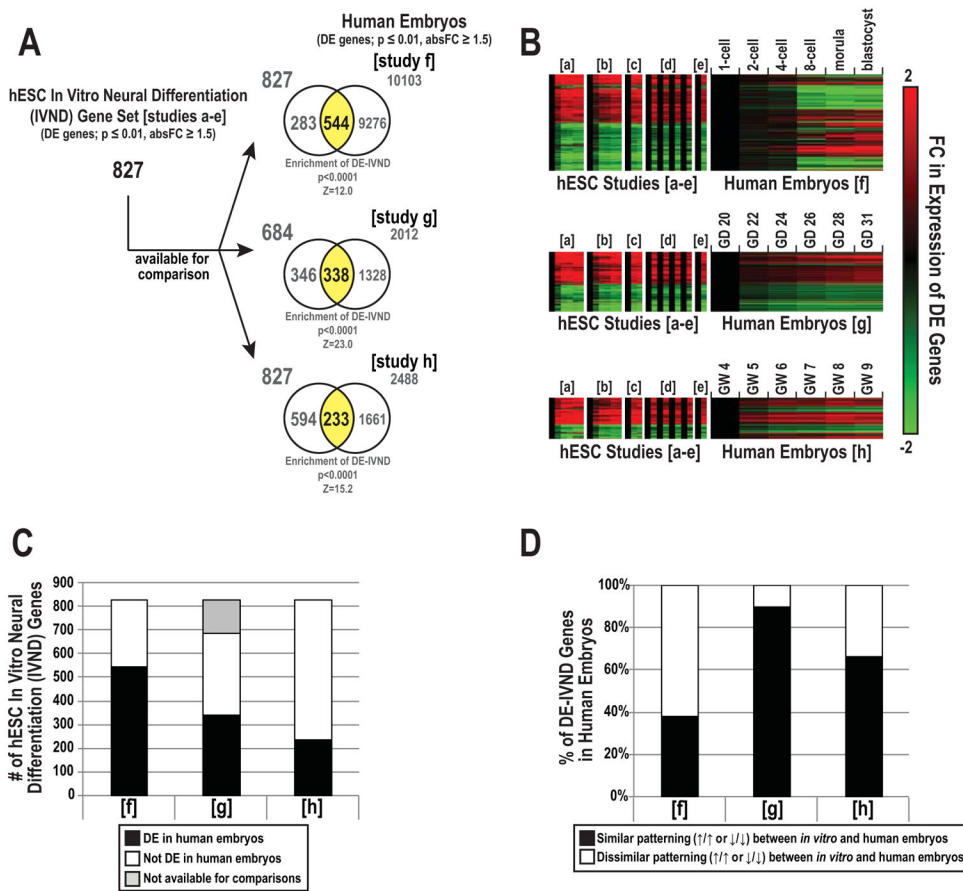 A
Human Embryos
(DE genes; p ≤ 0.01, absFC ≥ 1.5)
hESC In Vitro Neural Differentiation
(IVND) Gene Set [studies a-e]
(DE genes; p ≤ 0.01, absFC ≥ 1.5)
827
available for
comparison
[study f]
827
10103
283
544
9276
Enrichment of DE-IVND
p<0.0001
Z=12.0
[study g]
684
2012
346
338
1328
Enrichment of DE-IVND
p<0.0001
Z=23.0
[study h]
827
2488
594
233
1661
Enrichment of DE-IVND
p<0.0001
Z=15.2
B
[a] [b] [c] [d] [e]
1-cell
2-cell
4-cell
8-cell
morula
blastocyst
hESC Studies [a-e]
Human Embryos [f]
[a] [b] [c] [d] [e]
GD 20
GD 22
GD 24
GD 26
GD 28
GD 31
hESC Studies [a-e]
Human Embryos [g]
[a] [b] [c] [d] [e]
GW 4
GW 5
GW 6
GW 7
GW 8
GW 9
hESC Studies [a-e]
Human Embryos [h]
2
-2
FC in Expression of DE Genes
C
# of hESC In Vitro Neural
Differentiation (IVND) Genes
900
800
700
600
500
400
300
200
100
0
[f]
[g]
[h]
DE in human embryos
Not DE in human embryos
Not available for comparisons
D
% of DE-IVND Genes
in Human Embryos
100%
80%
60%
40%
20%
0%
[f]
[g]
[h]
Similar patterning (↑/↑ or ↓/↓) between in vitro and human embryos
Dissimilar patterning (↑/↑ or ↓/↓) between in vitro and human embryos